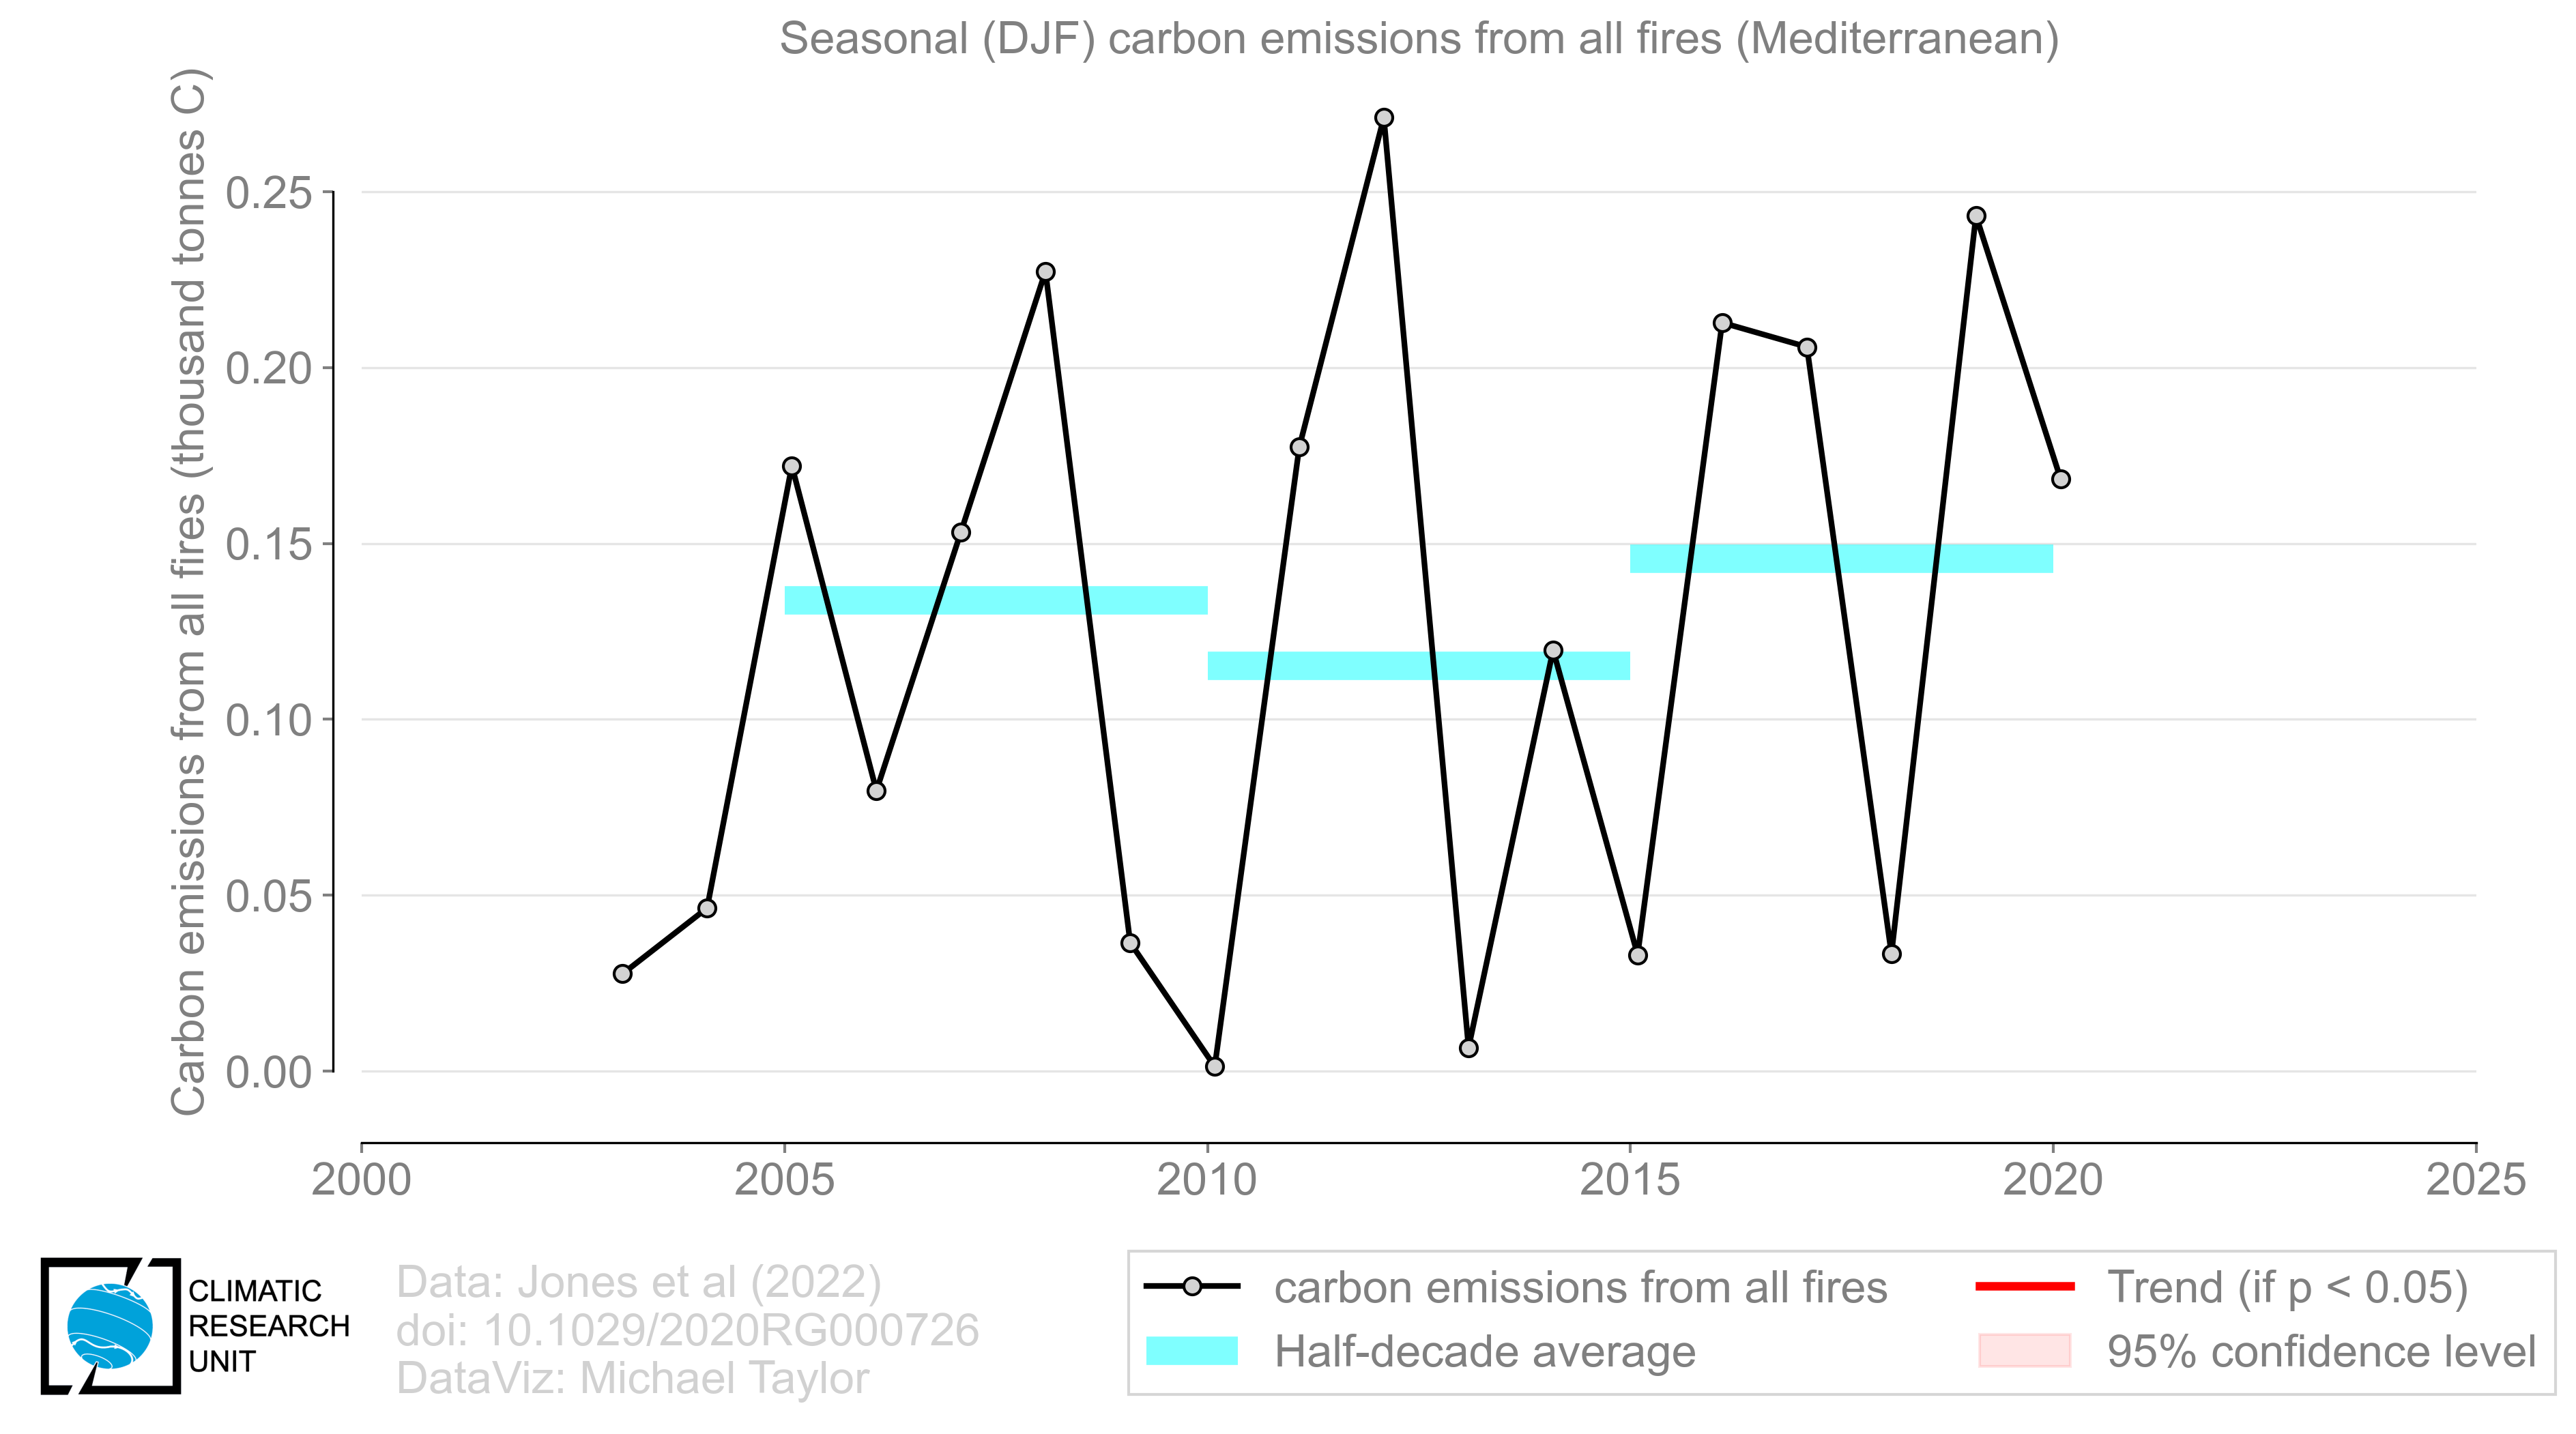 Seasonal (DJF) carbon emissions from all fires (Mediterranean)
Carbon emissions from all fires (thousand tonnes C)
0.25
0.20
0.15
0.10
0.05
0.00
2000
2005
2010
2015
2020
2025
CLIMATIC
RESEARCH
UNIT
Data: Jones et al (2022)
doi: 10.1029/2020RG000726
DataViz: Michael Taylor
carbon emissions from all fires
Half-decade average
Trend (if p < 0.05)
95% confidence level